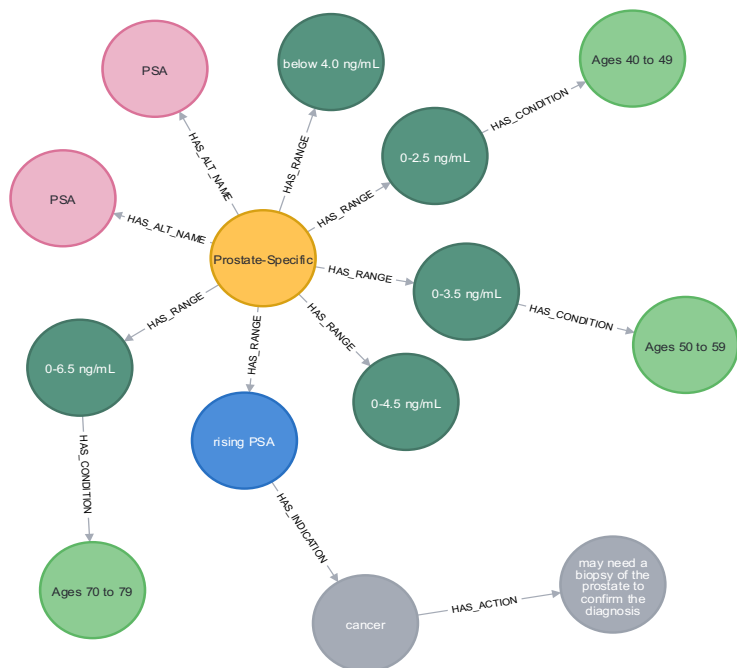 PSA
below 4.0 ng/mL
Ages 40 to 49
HAS_CONDITION
HAS_ALT_NAME
HAS_RANGE
0-2.5 ng/mL
PSA
HAS_ALT_NAME
HAS_RANGE
Prostate-Specific
HAS_RANGE
0-3.5 ng/mL
HAS_CONDITION
Ages 50 to 59
HAS_RANGE
HAS_RANGE
HAS_RANGE
0-6.5 ng/mL
0-4.5 ng/mL
rising PSA
HAS_CONDITION
HAS_INDICATION
Ages 70 to 79
may need a
biopsy of the
prostate to
confirm the
diagnosis
HAS_ACTION
cancer